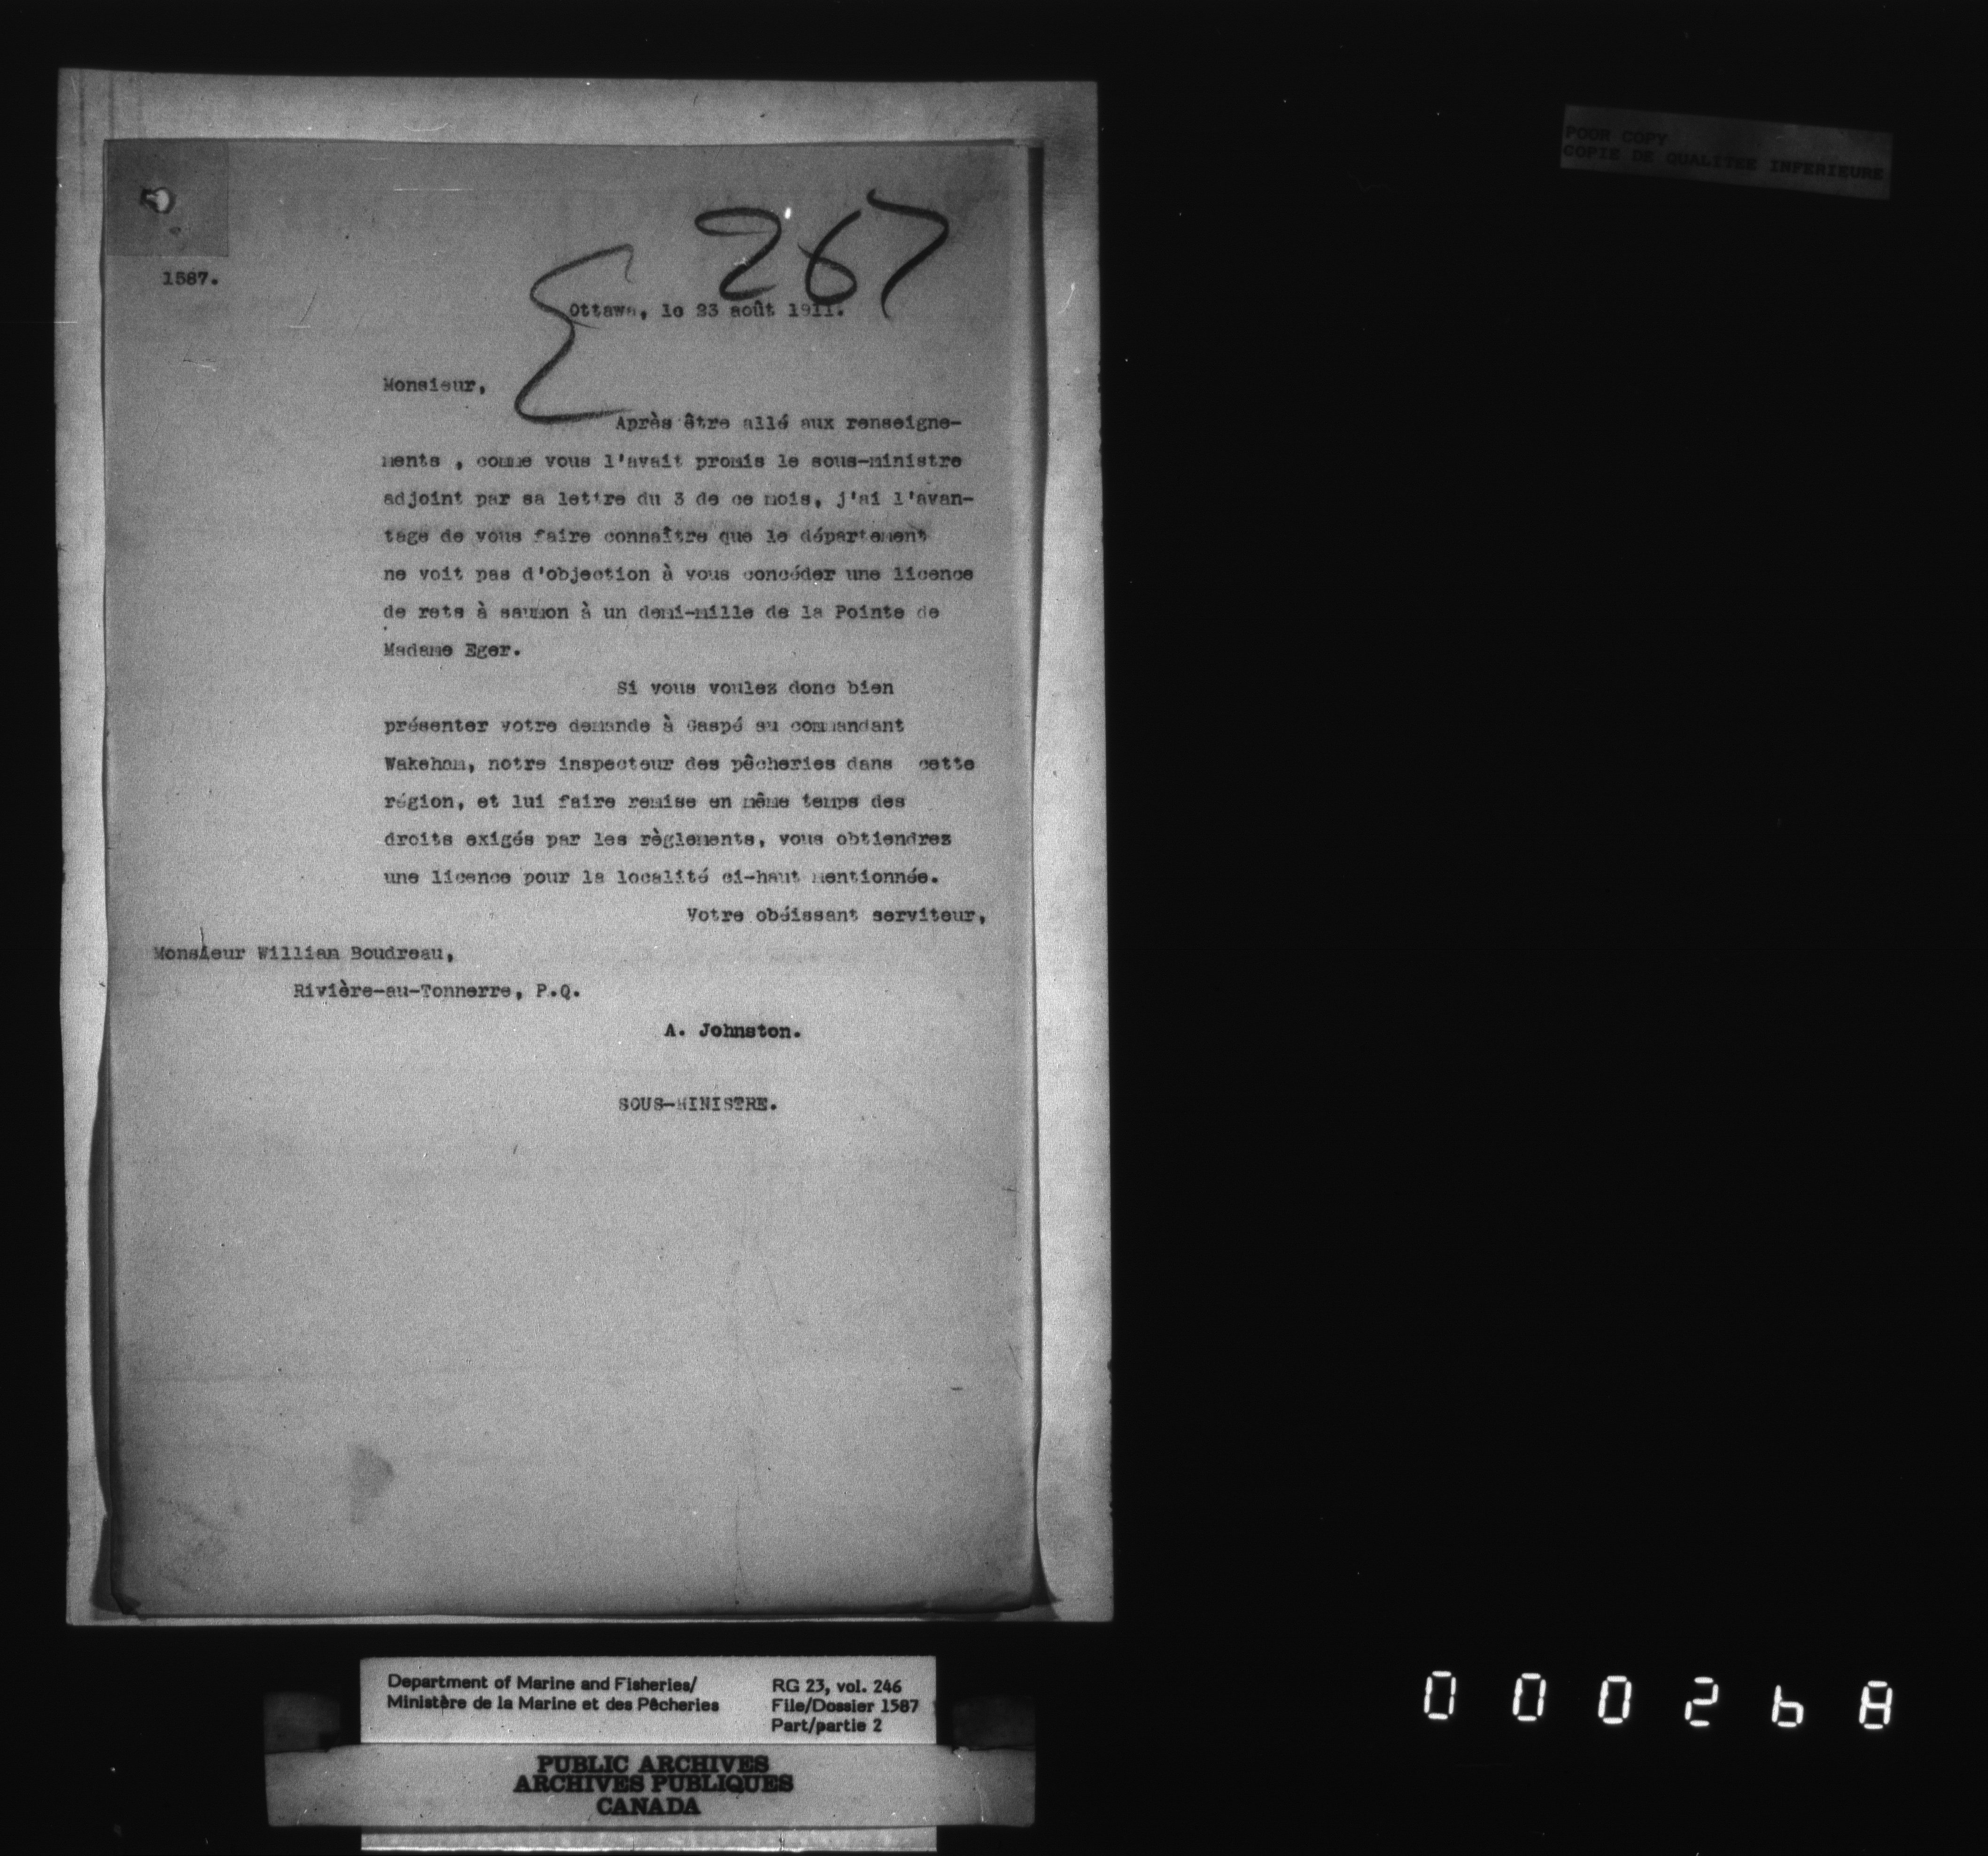 POOR COPY
COPIE DE QUALITEE INFERIEURE
267
1587.
Ottawa, le 23 août 1911.
Monsieur,
Après être allé aux renseigne-
ments , comme vous l'avait promis le sous-ministre
adjoint par sa lettre du 3 de ce mois, j'ai l'avan-
tage de vous faire connaître que le département
ne voit pas d'objection à vous concéder une licence
de rets à saumon à un demi-mille de la Pointe de
Madame Eger.
Si vous voulez donc bien
présenter votre demande à Gaspé au commandant
Wakeham, notre inspecteur des pêcheries dans cette
région, et lui faire remise en même temps des
droits exigés par les règlements, vous obtiendrez
une licence pour la localité ci-haut mentionnée.
Votre obéissant serviteur,
Monsieur Willian Boudreau,
Rivière-au-Tonnerre, P.Q.
A. Johnston.
SOUS-MINISTRE.
Department of Marine and Fisheries/
Ministère de la Marine et des Pêcheries
RG 23, vol. 246
File/Dossier 1587
Part/partie 2
PUBLIC ARCHIVES
ARCHIVES PUBLIQUES
CANADA
000268